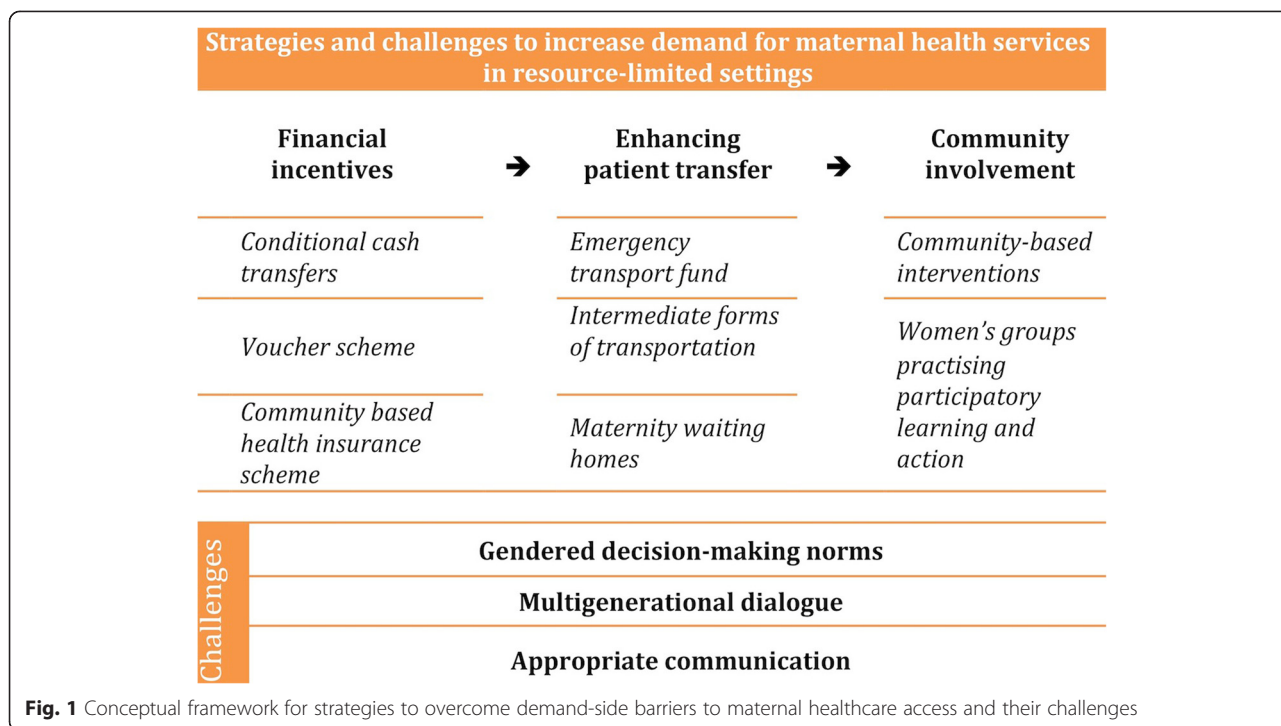 Strategies and challenges to increase demand for maternal health services
in resource-limited settings
Financial
incentives
➔
Enhancing
patient transfer
➔
Community
involvement
Conditional cash
transfers
Emergency
transport fund
Community-based
interventions
Voucher scheme
Intermediate forms
of transportation
Women's groups
practising
participatory
learning and
action
Community based
health insurance
scheme
Maternity waiting
homes
Challenges
Gendered decision-making norms
Multigenerational dialogue
Appropriate communication
Fig. 1 Conceptual framework for strategies to overcome demand-side barriers to maternal healthcare access and their challenges